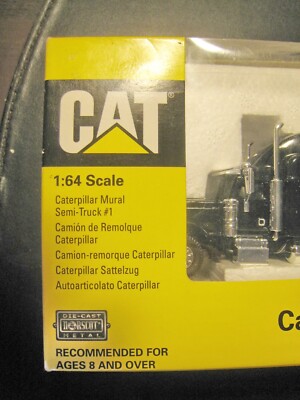 CAT®
1:64 Scale
Caterpillar Mural
Semi-Truck #1
Camión de Remolque
Caterpillar
Camion-remorque Caterpillar
Caterpillar Sattelzug
Autoarticolato Caterpillar
Ca
DIE-CAST
NORSCOT
METAL
RECOMMENDED FOR
AGES 8 AND OVER